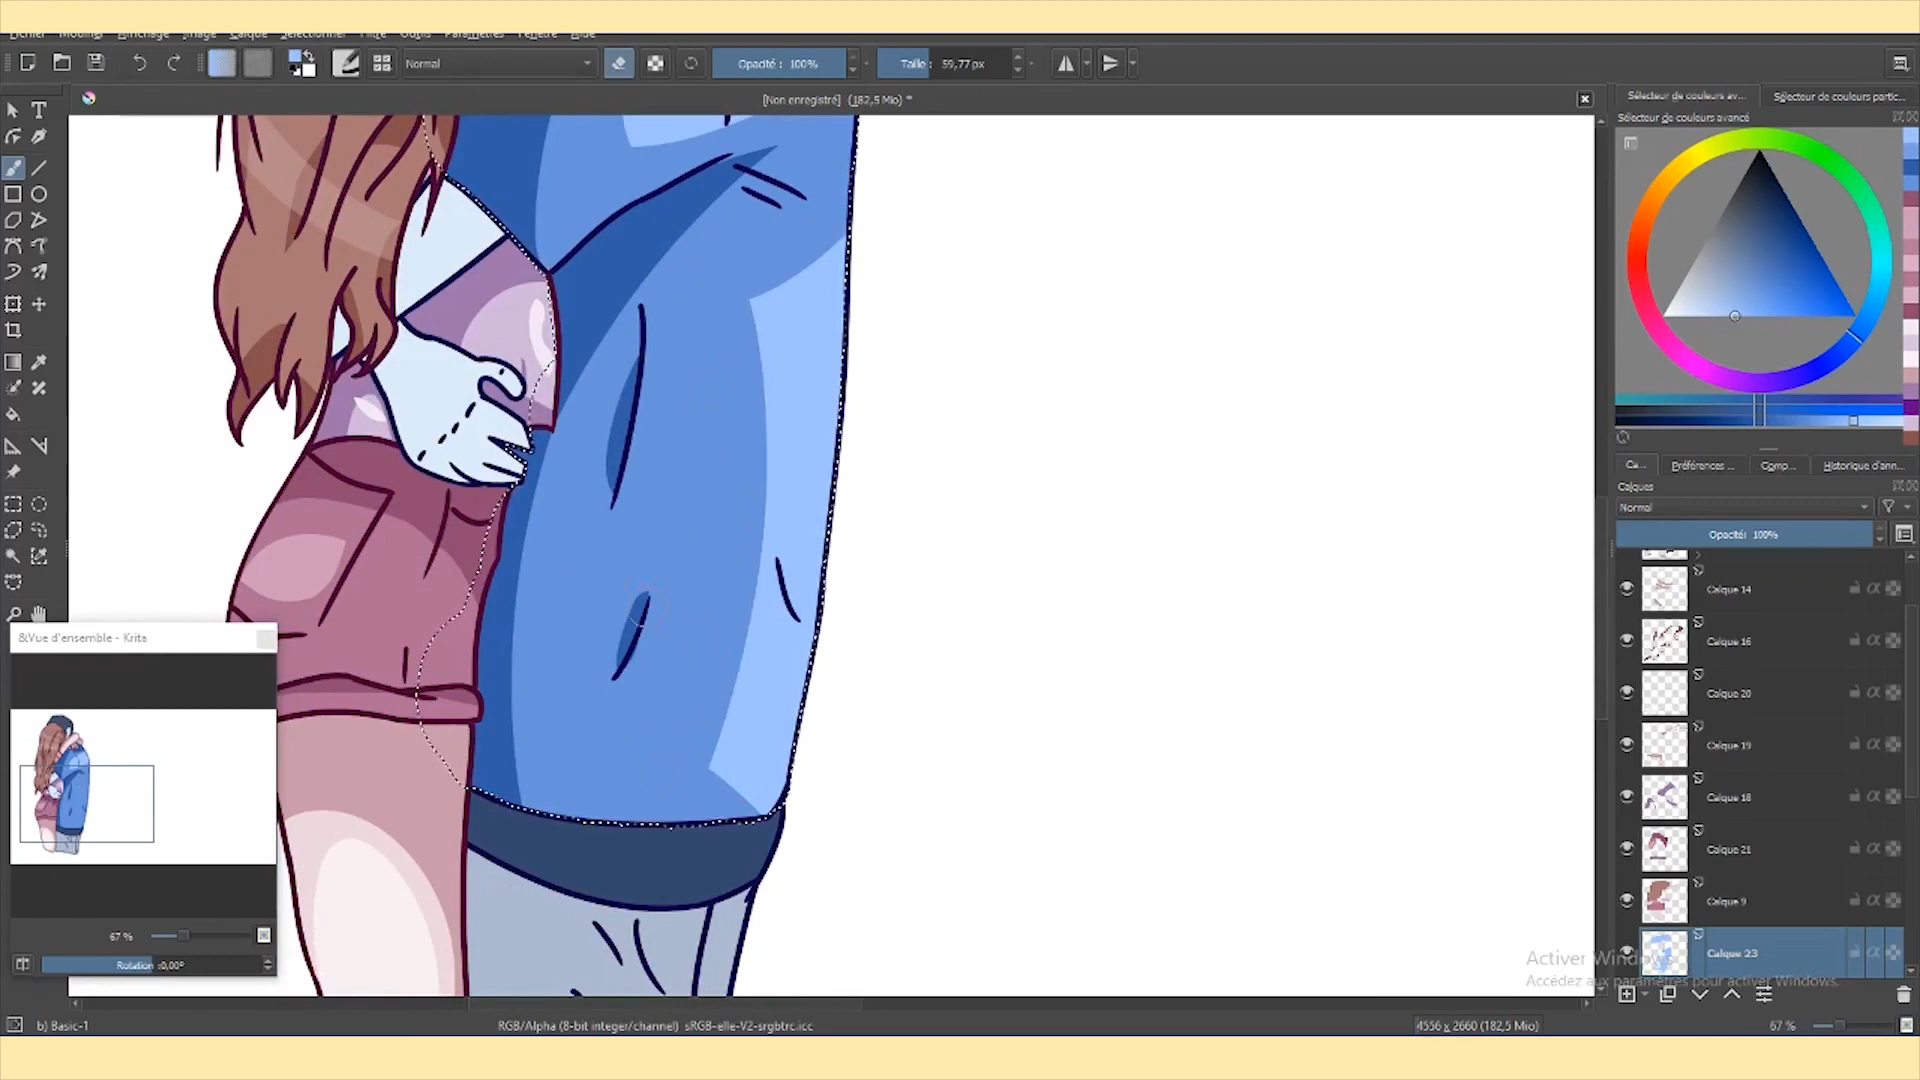 Fichier Modifier Affichage Image Calque Sélectionner Filtre Outils Paramètres Fenêtre Aide
Normal
Opacité : 100%
Taille : 59,77 px
[Non enregistré] (182,5 Mio) *
Sélecteur de couleurs av...
Sélecteur de couleurs partic...
Sélecteur de couleurs avancé
Ca...
Préférences ...
Comp...
Historique d'ann...
Calques
Normal
Opacité: 100%
Calque 14
Calque 16
Calque 20
Calque 19
Calque 18
Calque 21
Calque 9
Calque 23
&Vue d'ensemble - Krita
67 %
Rotation :0,00°
Activer Windows
Accédez aux paramètres pour activer Windows.
b) Basic-1
RGB/Alpha (8-bit integer/channel) sRGB-elle-V2-srgbtrc.icc
4556 x 2660 (182,5 Mio)
67 %